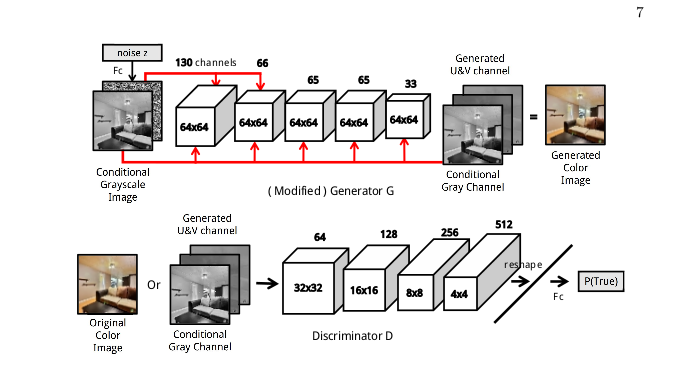 7
noise z
Fc
130 channels
66
65
65
33
64x64
64x64
64x64
64x64
64x64
Generated
U&V channel
=
Conditional
Grayscale
Image
( Modified ) Generator G
Conditional
Gray Channel
Generated
Color
Image
Generated
U&V channel
64
128
256
512
Or
32x32
16x16
8x8
4x4
reshape
Fc
P(True)
Original
Color
Image
Conditional
Gray Channel
Discriminator D